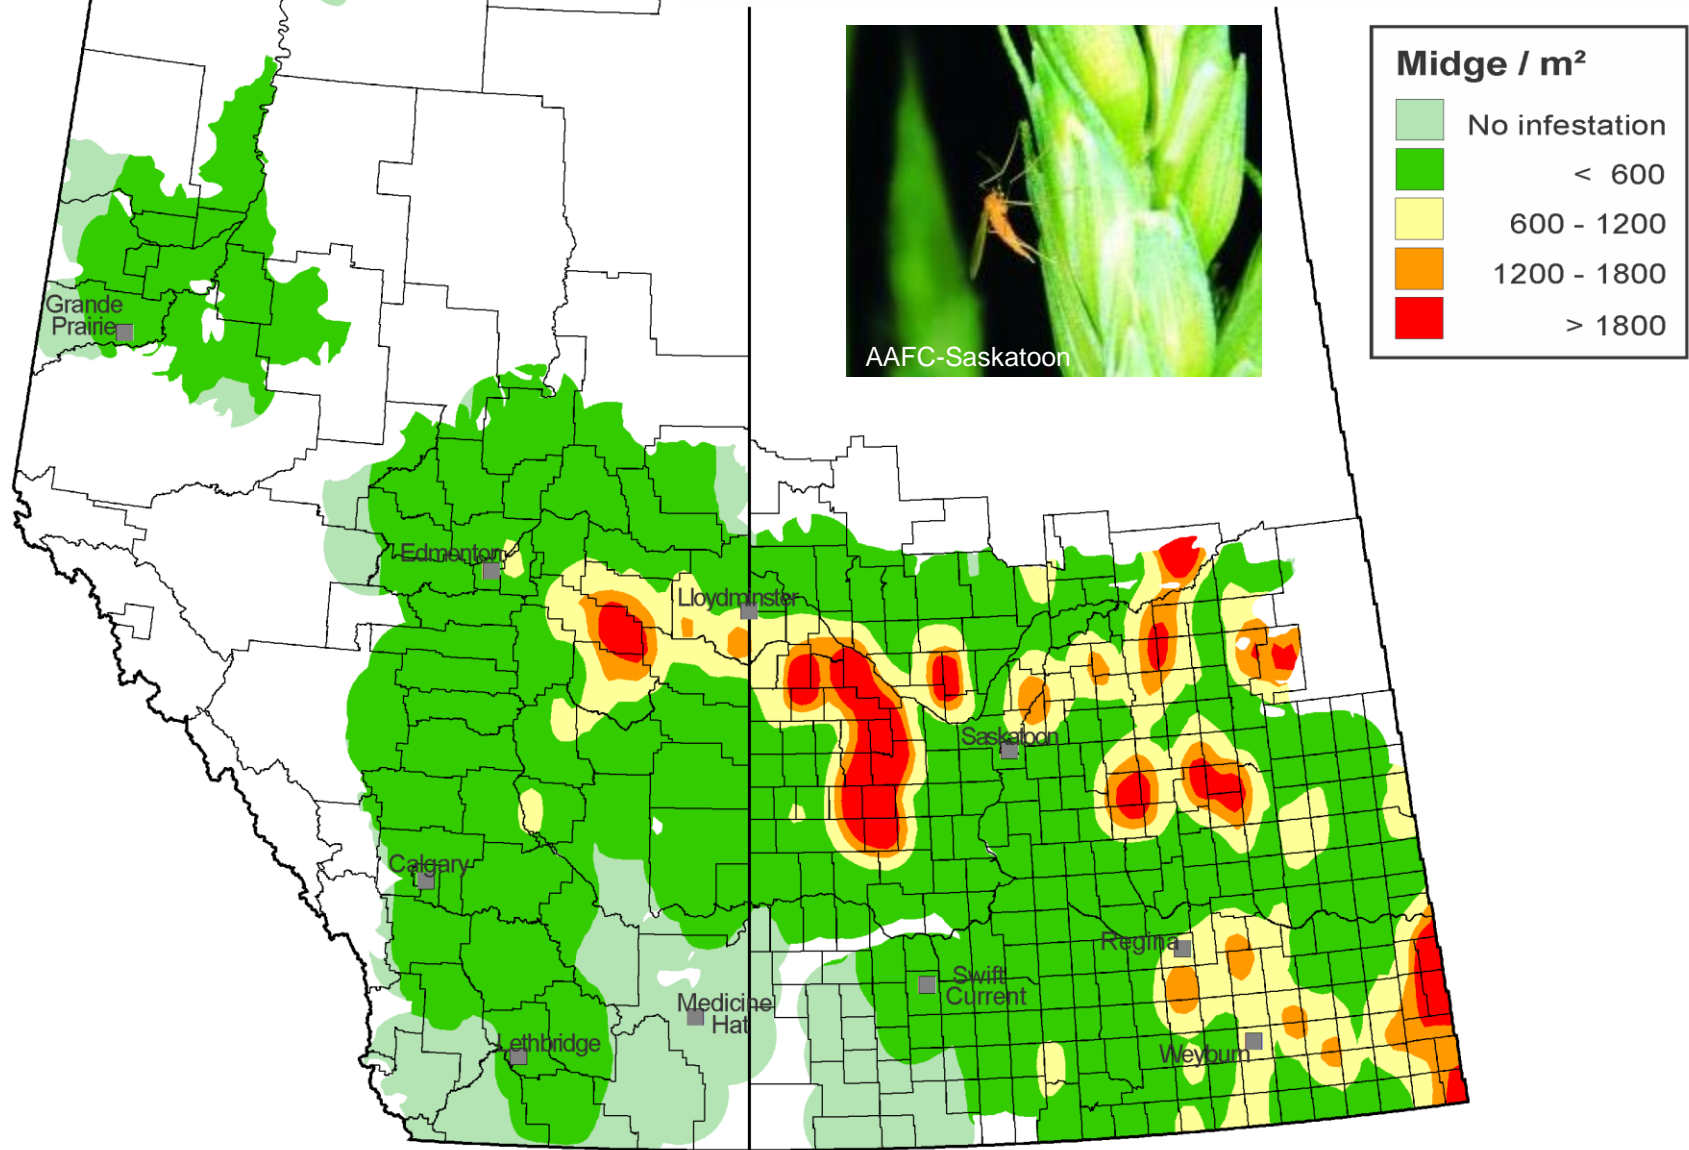 Midge / m²
No infestation
< 600
600 - 1200
1200 - 1800
> 1800
AAFC-Saskatoon
Grande
Prairie
Edmonton
Lloydminster
Saskatoon
Calgary
Regina
Swift
Current
Medicine
Hat
ethbridge
Weyburn